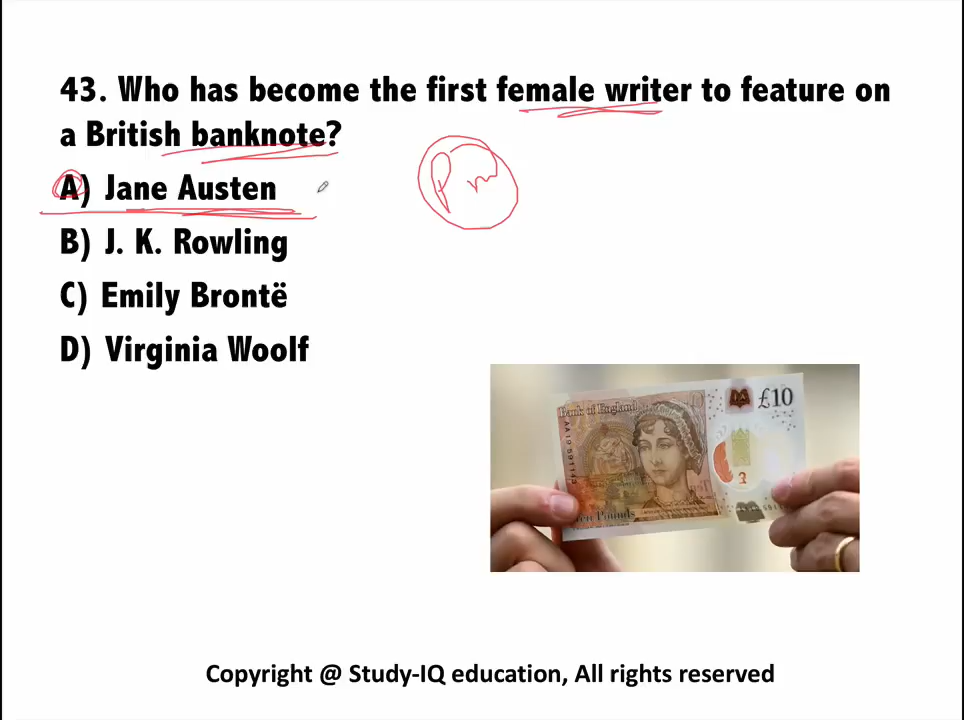 43. Who has become the first female writer to feature on
a British banknote?
A) Jane Austen
Pm
B) J. K. Rowling
C) Emily Brontë
D) Virginia Woolf
£10
Bank of England
Ten Pounds
Copyright @ Study-IQ education, All rights reserved